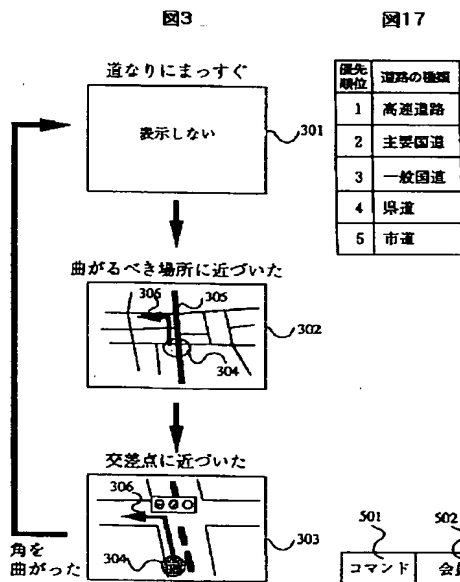 図3
図17
道なりにまっすぐ
表示しない
301
曲がるべき場所に近づいた
306
305
304
302
交差点に近づいた
306
304
303
角を
曲がった
優先
順位
道路の種類
1 高速道路
2 主要国道
3 一般国道
4 県道
5 市道
501
502
コマンド